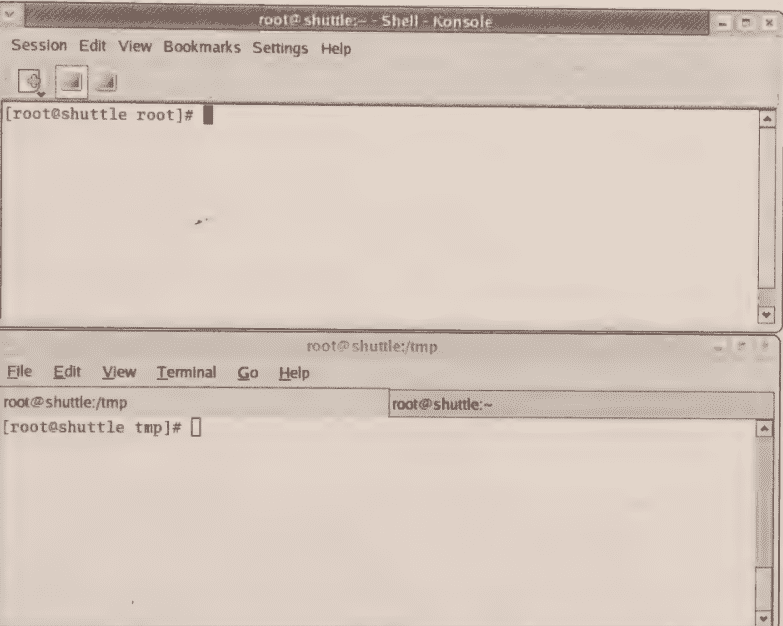 root@shuttle:~ - Shell - Konsole
Session Edit View Bookmarks Settings Help
[root@shuttle root]#
root@shuttle:/tmp
File Edit View Terminal Go Help
root@shuttle:/tmp root@shuttle:~
[root@shuttle tmp]#